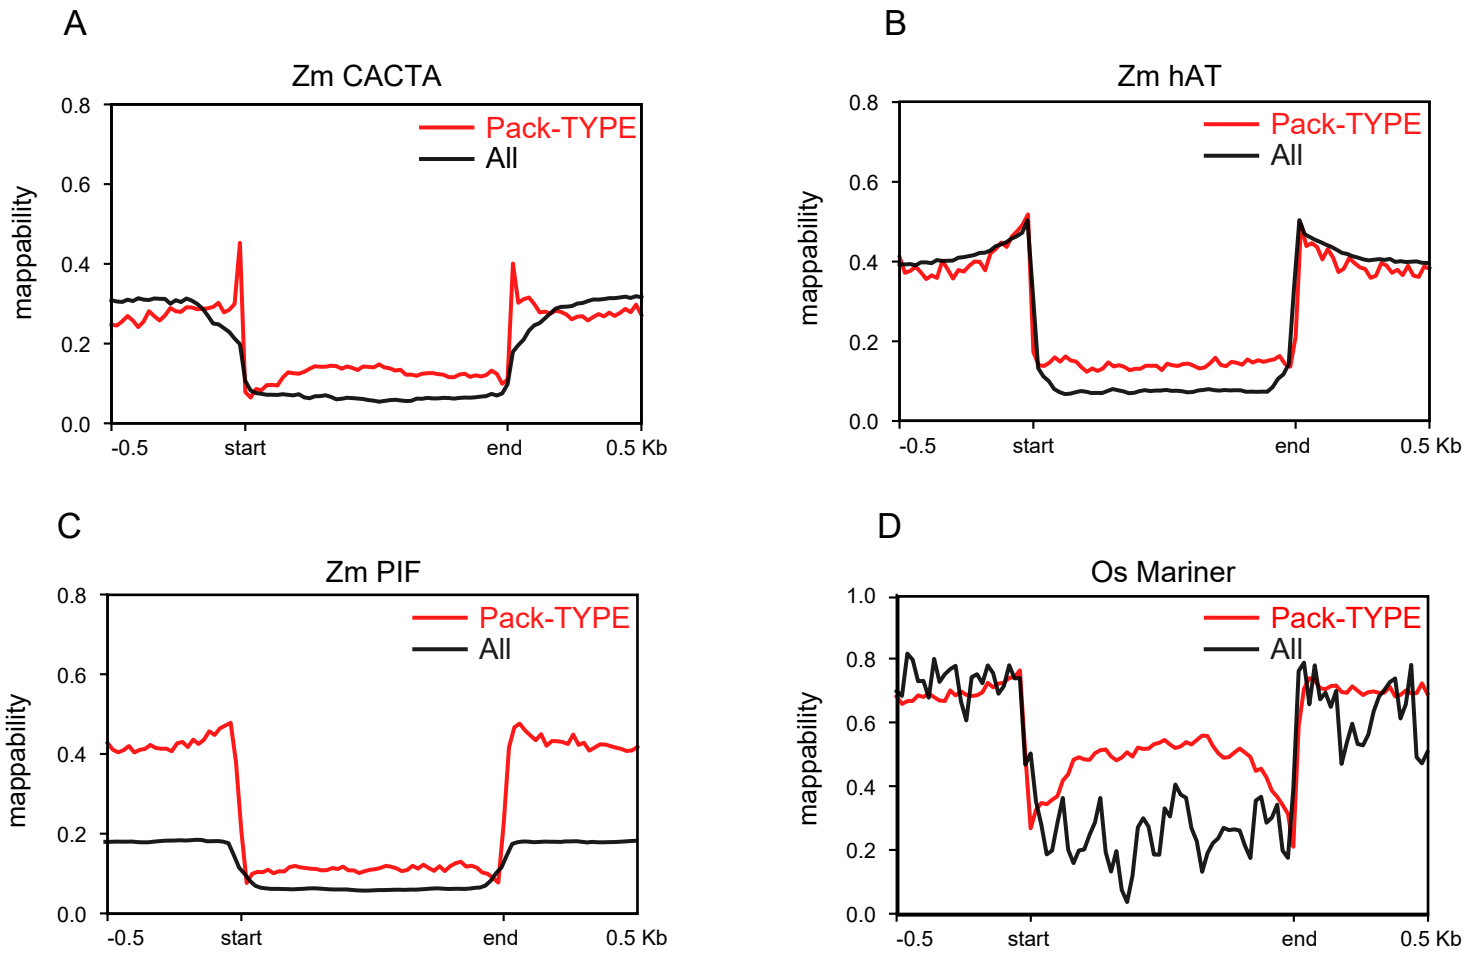 A
Zm CACTA
0.8
0.6
0.4
0.2
0.0
mappability
Pack-TYPE
All
-0.5 start end 0.5 Kb
B
Zm hAT
0.8
0.6
0.4
0.2
0.0
mappability
Pack-TYPE
All
-0.5 start end 0.5 Kb
C
Zm PIF
0.8
0.6
0.4
0.2
0.0
mappability
Pack-TYPE
All
-0.5 start end 0.5 Kb
D
Os Mariner
1.0
0.8
0.6
0.4
0.2
0.0
mappability
Pack-TYPE
All
-0.5 start end 0.5 Kb